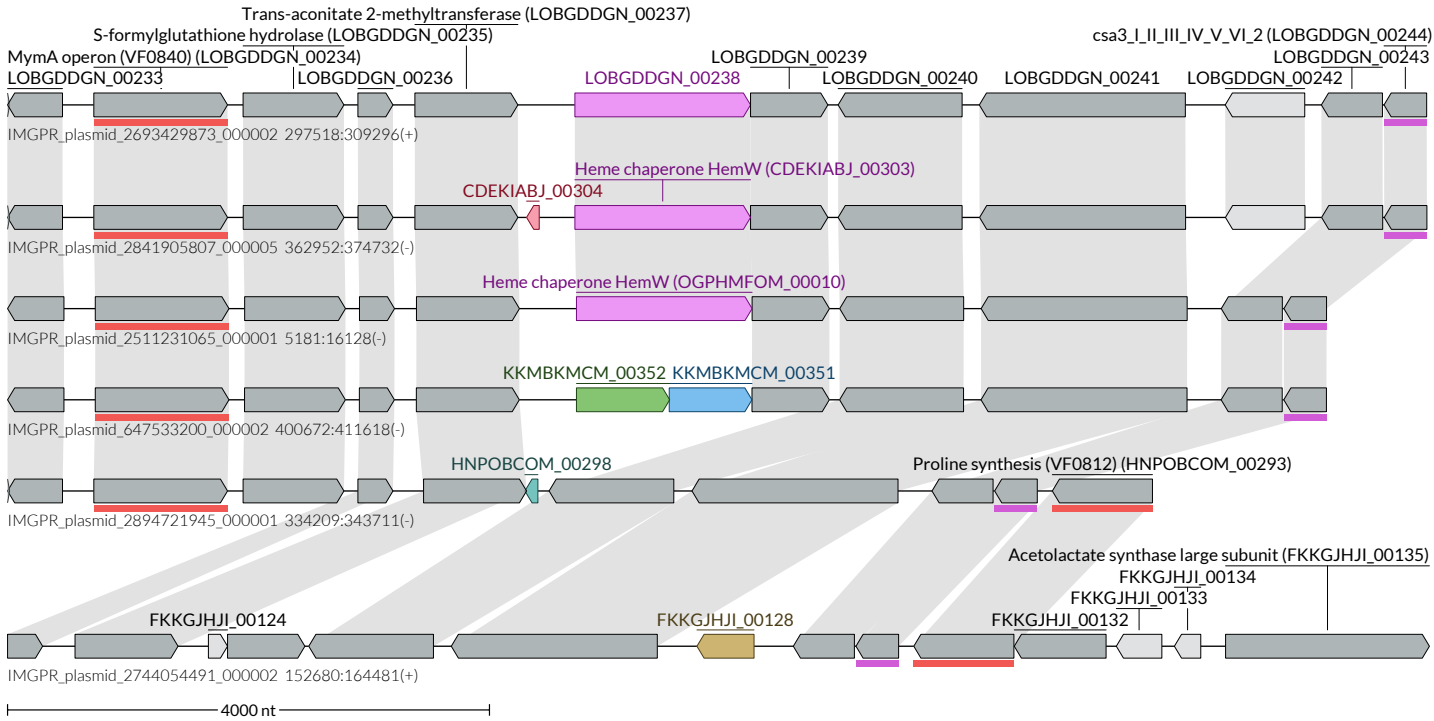 Trans-aconitate 2-methyltransferase (LOBGDDGN_00237)
S-formylglutathione hydrolase (LOBGDDGN_00235)
csa3_I_II_III_IV_V_VI_2 (LOBGDDGN_00244)
MymA operon (VF0840) (LOBGDDGN_00234)
LOBGDDGN_00239
LOBGDDGN_00243
LOBGDDGN_00233
LOBGDDGN_00236
LOBGDDGN_00238
LOBGDDGN_00240
LOBGDDGN_00241
LOBGDDGN_00242
IMGPR_plasmid_2693429873_000002 297518:309296(+)
Heme chaperone HemW (CDEKIABJ_00303)
CDEKIABJ_00304
IMGPR_plasmid_2841905807_000005 362952:374732(-)
Heme chaperone HemW (OGPHMFOM_00010)
IMGPR_plasmid_2511231065_000001 5181:16128(-)
KKMBKMCM_00352
KKMBKMCM_00351
IMGPR_plasmid_647533200_000002 400672:411618(-)
HNPOBCOM_00298
Proline synthesis (VF0812) (HNPOBCOM_00293)
IMGPR_plasmid_2894721945_000001 334209:343711(-)
Acetolactate synthase large subunit (FKKGJHJI_00135)
FKKGJHJI_00134
FKKGJHJI_00133
FKKGJHJI_00124
FKKGJHJI_00128
FKKGJHJI_00132
IMGPR_plasmid_2744054491_000002 152680:164481(+)
4000 nt